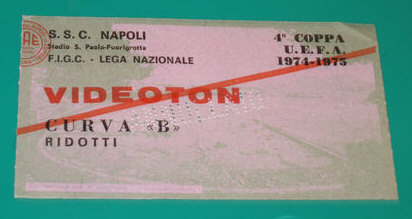 S.S.C. NAPOLI
Stadio S. Paolo-Fuorigrotta
F.I.G.C. - LEGA NAZIONALE
4ª COPPA
U.E.F.A.
1974-1975
VIDEOTON
CURVA «B»
RIDOTTI